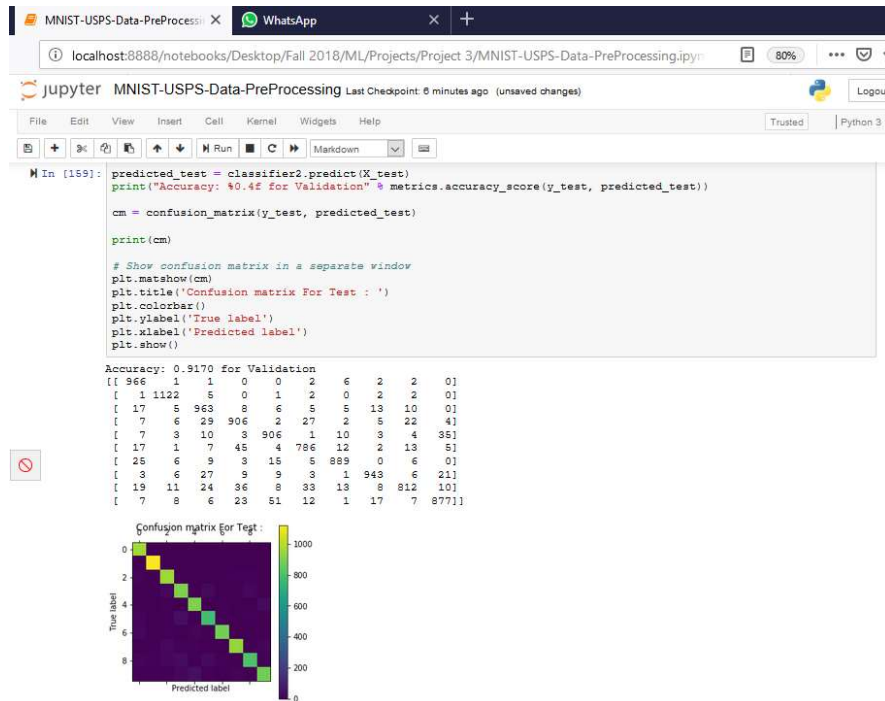 MNIST-USPS-Data-PreProcessin
WhatsApp
localhost:8888/notebooks/Desktop/Fall 2018/ML/Projects/Project 3/MNIST-USPS-Data-PreProcessing.ipyn
80%
jupyter MNIST-USPS-Data-PreProcessing Last Checkpoint: 6 minutes ago (unsaved changes)
Logou
File Edit View Insert Cell Kernel Widgets Help
Trusted Python 3
Run Markdown
In [159]: predicted_test = classifier2.predict(X_test)
print("Accuracy: %0.4f for Validation" % metrics.accuracy_score(y_test, predicted_test))
cm = confusion_matrix(y_test, predicted_test)
print(cm)
# Show confusion matrix in a separate window
plt.matshow(cm)
plt.title('Confusion matrix For Test : ')
plt.colorbar()
plt.ylabel('True label')
plt.xlabel('Predicted label')
plt.show()
Accuracy: 0.9170 for Validation
[[ 966 1 1 0 0 2 6 2 2 0]
[ 1 1122 5 0 1 2 0 2 2 0]
[ 17 5 963 8 6 5 5 13 10 0]
[ 7 6 29 906 2 27 2 5 22 4]
[ 7 3 10 3 906 1 10 3 4 35]
[ 17 1 7 45 4 786 12 2 13 5]
[ 25 6 9 3 15 5 889 0 6 0]
[ 3 6 27 9 9 3 1 943 6 21]
[ 19 11 24 36 8 33 13 8 812 10]
[ 7 8 6 23 51 12 1 17 7 877]]
Confusion matrix For Test :
0 2 4 6 8
0
2
4
6
8
True label
Predicted label
1000
800
600
400
200
0